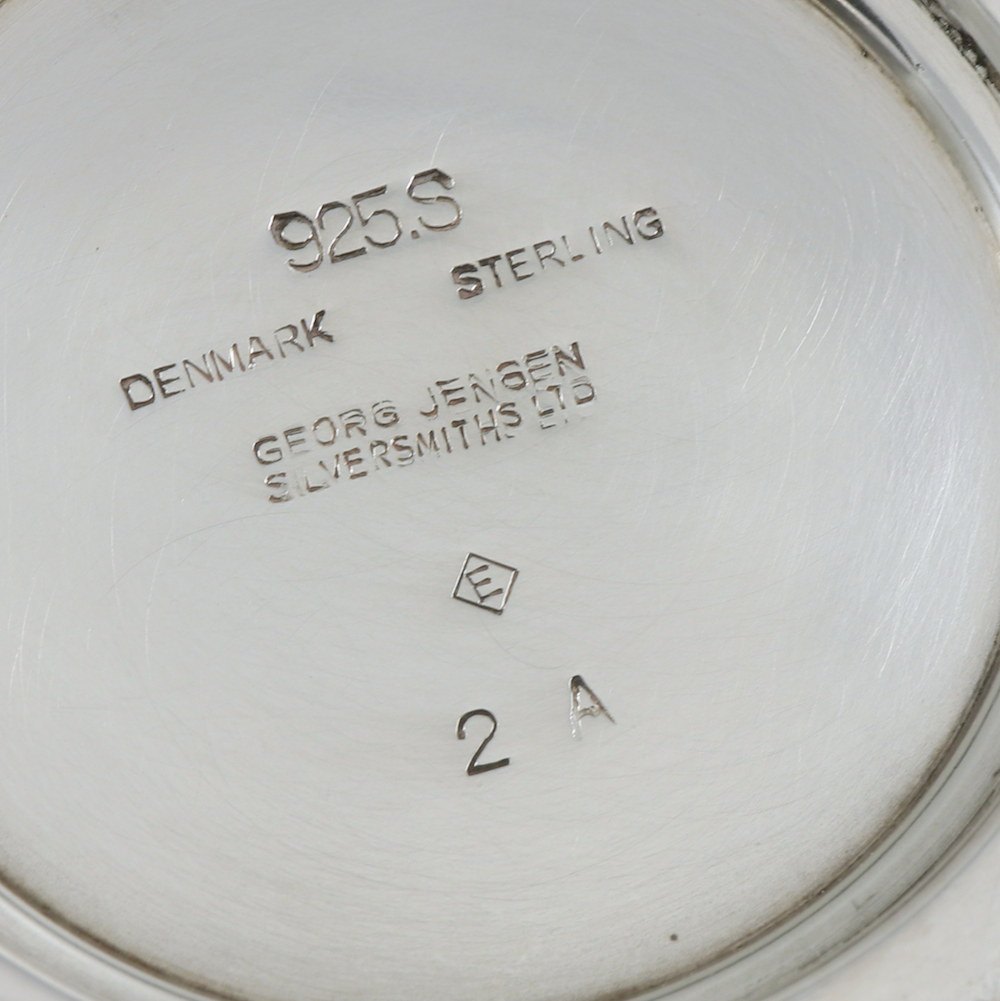 925.S
STERLING
DENMARK
GEORG JENSEN
SILVERSMITHS LTD
E
2 A